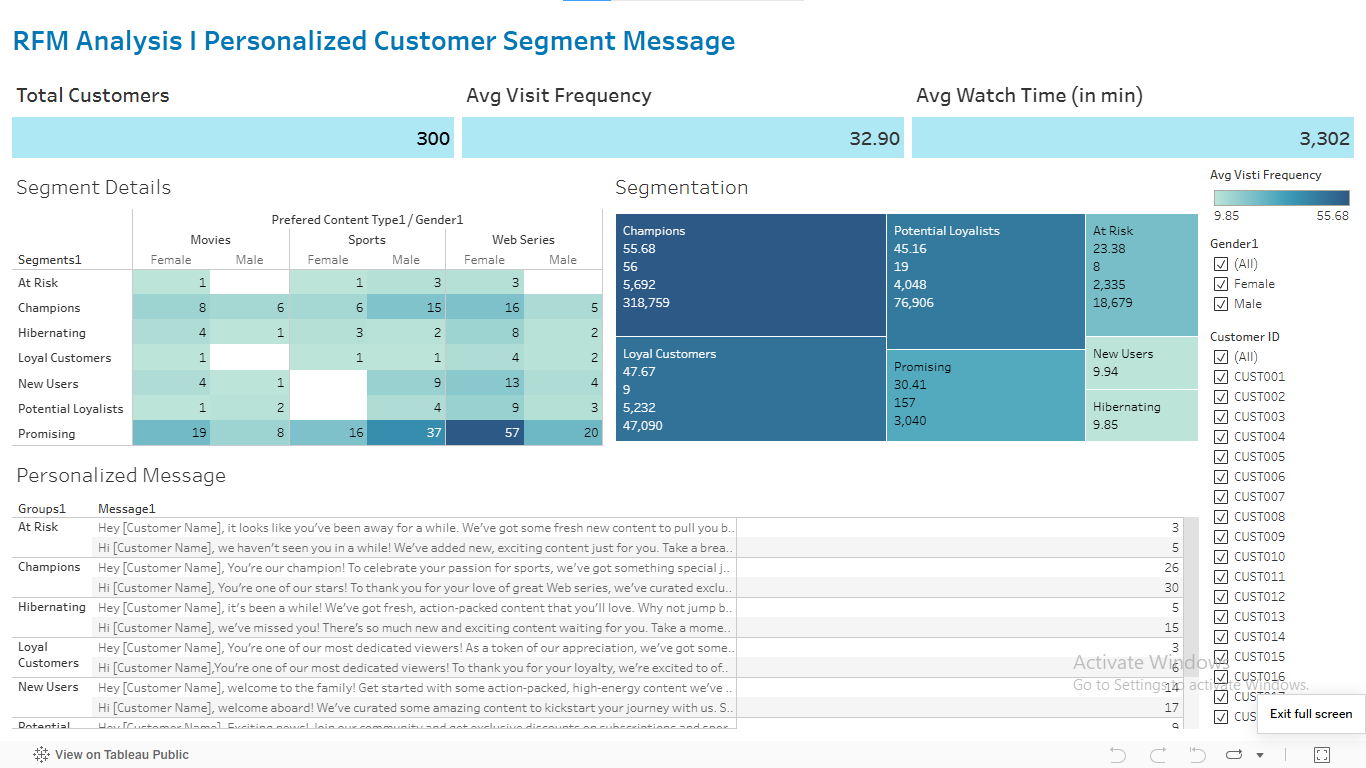 RFM Analysis I Personalized Customer Segment Message
Total Customers
300
Avg Visit Frequency
32.90
Avg Watch Time (in min)
3,302
Segment Details
Prefered Content Type1 / Gender1
Movies Sports Web Series
Segments1 Female Male Female Male Female Male
At Risk 1 1 3 3
Champions 8 6 6 15 16 5
Hibernating 4 1 3 2 8 2
Loyal Customers 1 1 1 4 2
New Users 4 1 9 13 4
Potential Loyalists 1 2 4 9 3
Promising 19 8 16 37 57 20
Segmentation
Champions
55.68
56
5,692
318,759
Loyal Customers
47.67
9
5,232
47,090
Potential Loyalists
45.16
19
4,048
76,906
Promising
30.41
157
3,040
At Risk
23.38
8
2,335
18,679
New Users
9.94
Hibernating
9.85
Avg Visti Frequency
9.85 55.68
Gender1
(All)
Female
Male
Customer ID
(All)
CUST001
CUST002
CUST003
CUST004
CUST005
CUST006
CUST007
CUST008
CUST009
CUST010
CUST011
CUST012
CUST013
CUST014
CUST015
CUST016
CUST017
CUS
Personalized Message
Groups1 Message1
At Risk Hey [Customer Name], it looks like you’ve been away for a while. We’ve got some fresh new content to pull you b.. 3
Hi [Customer Name], we haven’t seen you in a while! We’ve added new, exciting content just for you. Take a brea.. 5
Champions Hey [Customer Name], You’re our champion! To celebrate your passion for sports, we’ve got something special j.. 26
Hi [Customer Name], You’re one of our stars! To thank you for your love of great Web series, we’ve curated exclu.. 30
Hibernating Hey [Customer Name], it’s been a while! We’ve got fresh, action-packed content that you’ll love. Why not jump b.. 5
Hi [Customer Name], we’ve missed you! There’s so much new and exciting content waiting for you. Take a mome.. 15
Loyal Customers Hey [Customer Name], You’re one of our most dedicated viewers! As a token of our appreciation, we’ve got some.. 3
Hi [Customer Name],You’re one of our most dedicated viewers! To thank you for your loyalty, we’re excited to of.. 6
New Users Hey [Customer Name], welcome to the family! Get started with some action-packed, high-energy content we’ve .. 14
Hi [Customer Name], welcome aboard! We’ve curated some amazing content to kickstart your journey with us. S.. 17
Potential Hey [Customer Name], Exciting news! Join our community and get exclusive discounts on subscriptions and spor.. 9
Activate Windows
Go to Settings to activate Windows.
Exit full screen
View on Tableau Public